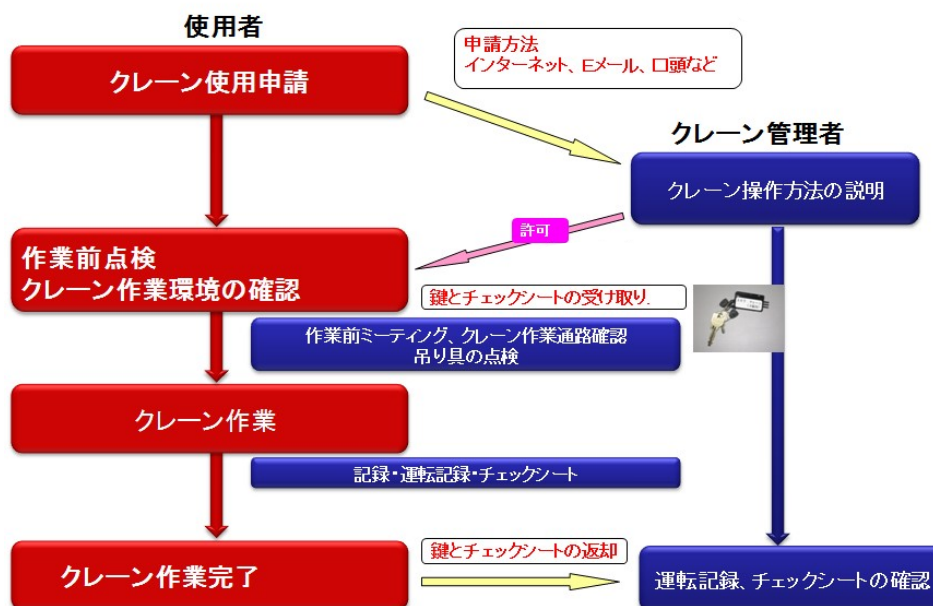 使用者
クレーン使用申請
申請方法
インターネット、Eメール、口頭など
クレーン管理者
クレーン操作方法の説明
許可
作業前点検
クレーン作業環境の確認
鍵とチェックシートの受け取り.
作業前ミーティング、クレーン作業通路確認
吊り具の点検
クレーン作業
記録・運転記録・チェックシート
鍵とチェックシートの返却
クレーン作業完了
運転記録、チェックシートの確認